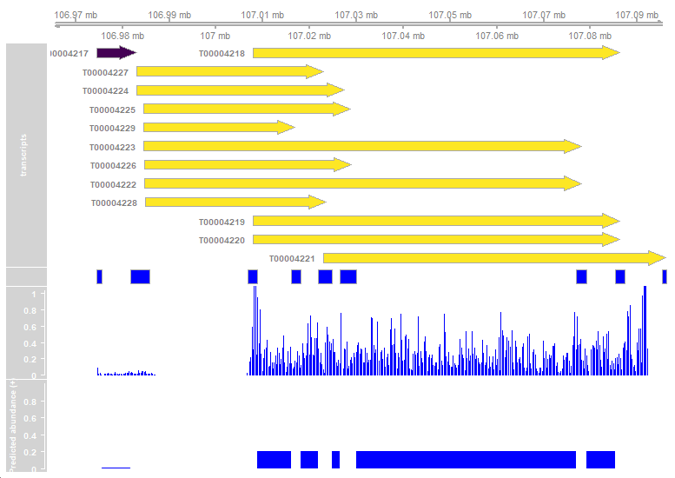 106.97 mb 106.99 mb 107.01 mb 107.03 mb 107.05 mb 107.07 mb 107.09 mb
106.98 mb 107 mb 107.02 mb 107.04 mb 107.06 mb 107.08 mb
00004217 T00004218
T00004227
T00004224
T00004225
T00004229
T00004223
T00004226
T00004222
T00004228
T00004219
T00004220
T00004221
transcripts
1
0.8
0.6
0.4
0.2
0
Predicted abundance (+
0.8
0.6
0.4
0.2
0